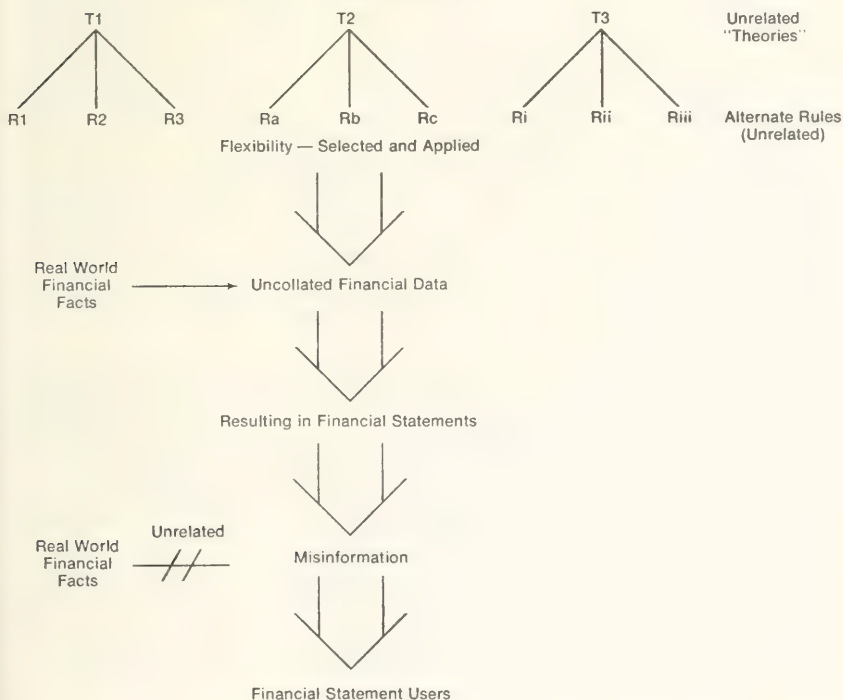 T1
T2
T3
Unrelated
"Theories"
R1
R2
R3
Ra
Rb
Rc
Ri
Rii
Riii
Alternate Rules
(Unrelated)
Flexibility — Selected and Applied
Real World
Financial
Facts
Uncollated Financial Data
Resulting in Financial Statements
Unrelated
Real World
Financial
Facts
Misinformation
Financial Statement Users